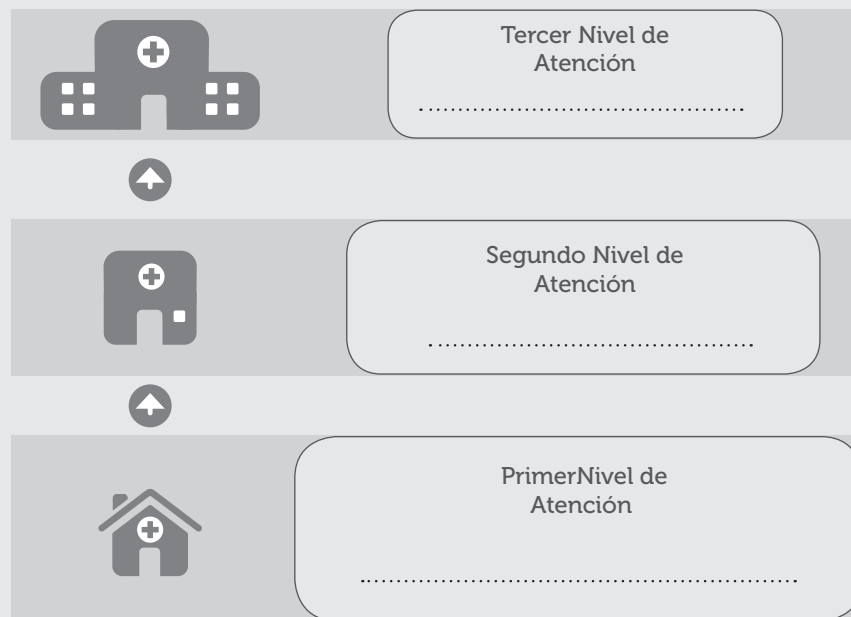 Tercer Nivel de
Atención
Segundo Nivel de
Atención
PrimerNivel de
Atención